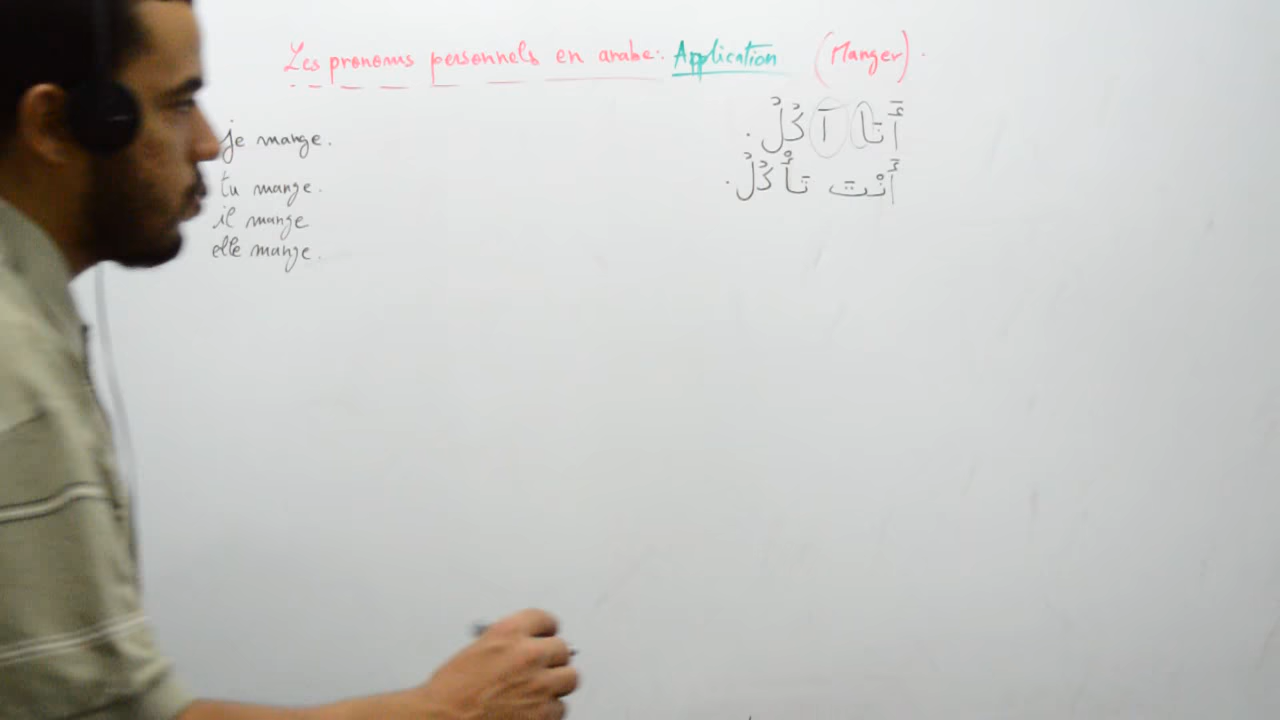 Les pronoms personnels en arabe: Application (Manger).
je mange.
أَنَا آكُلُ.
tu mange.
أَنْتَ تَأْكُلُ.
il mange
elle mange.